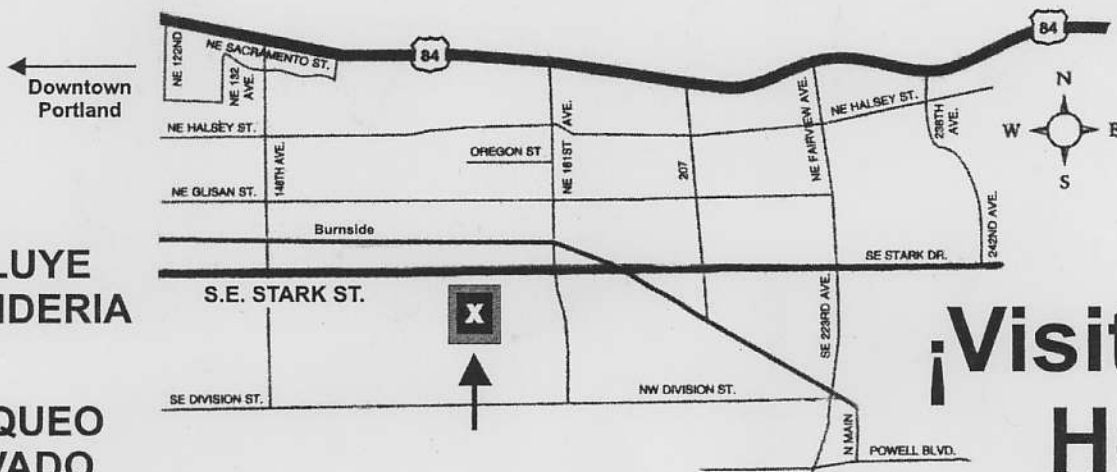 84
84
NE 122ND
NE SACRAMENTO ST.
NE 132
AVE.
Downtown
Portland
N
W
E
S
NE HALSEY ST.
NE HALSEY ST.
238TH
AVE.
AVE.
NE 181ST
OREGON ST
148TH AVE.
207
NE FAIRVIEW AVE.
NE GLISAN ST.
Burnside
242ND AVE.
SE STARK DR.
S.E. STARK ST.
LUYE
DERIA
X
SE 223RD AVE.
¡Visit
SE DIVISION ST.
NW DIVISION ST.
QUEO
VADO
N MAIN
POWELL BLVD.
H